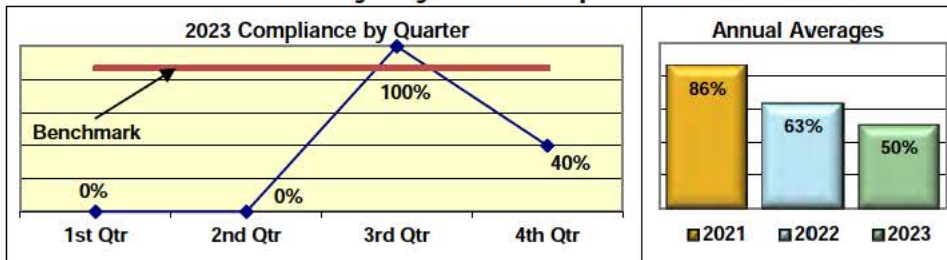 2023 Compliance by Quarter
100%
Benchmark
40%
0%
0%
1st Qtr 2nd Qtr 3rd Qtr 4th Qtr
Annual Averages
86%
63%
50%
2021 2022 2023